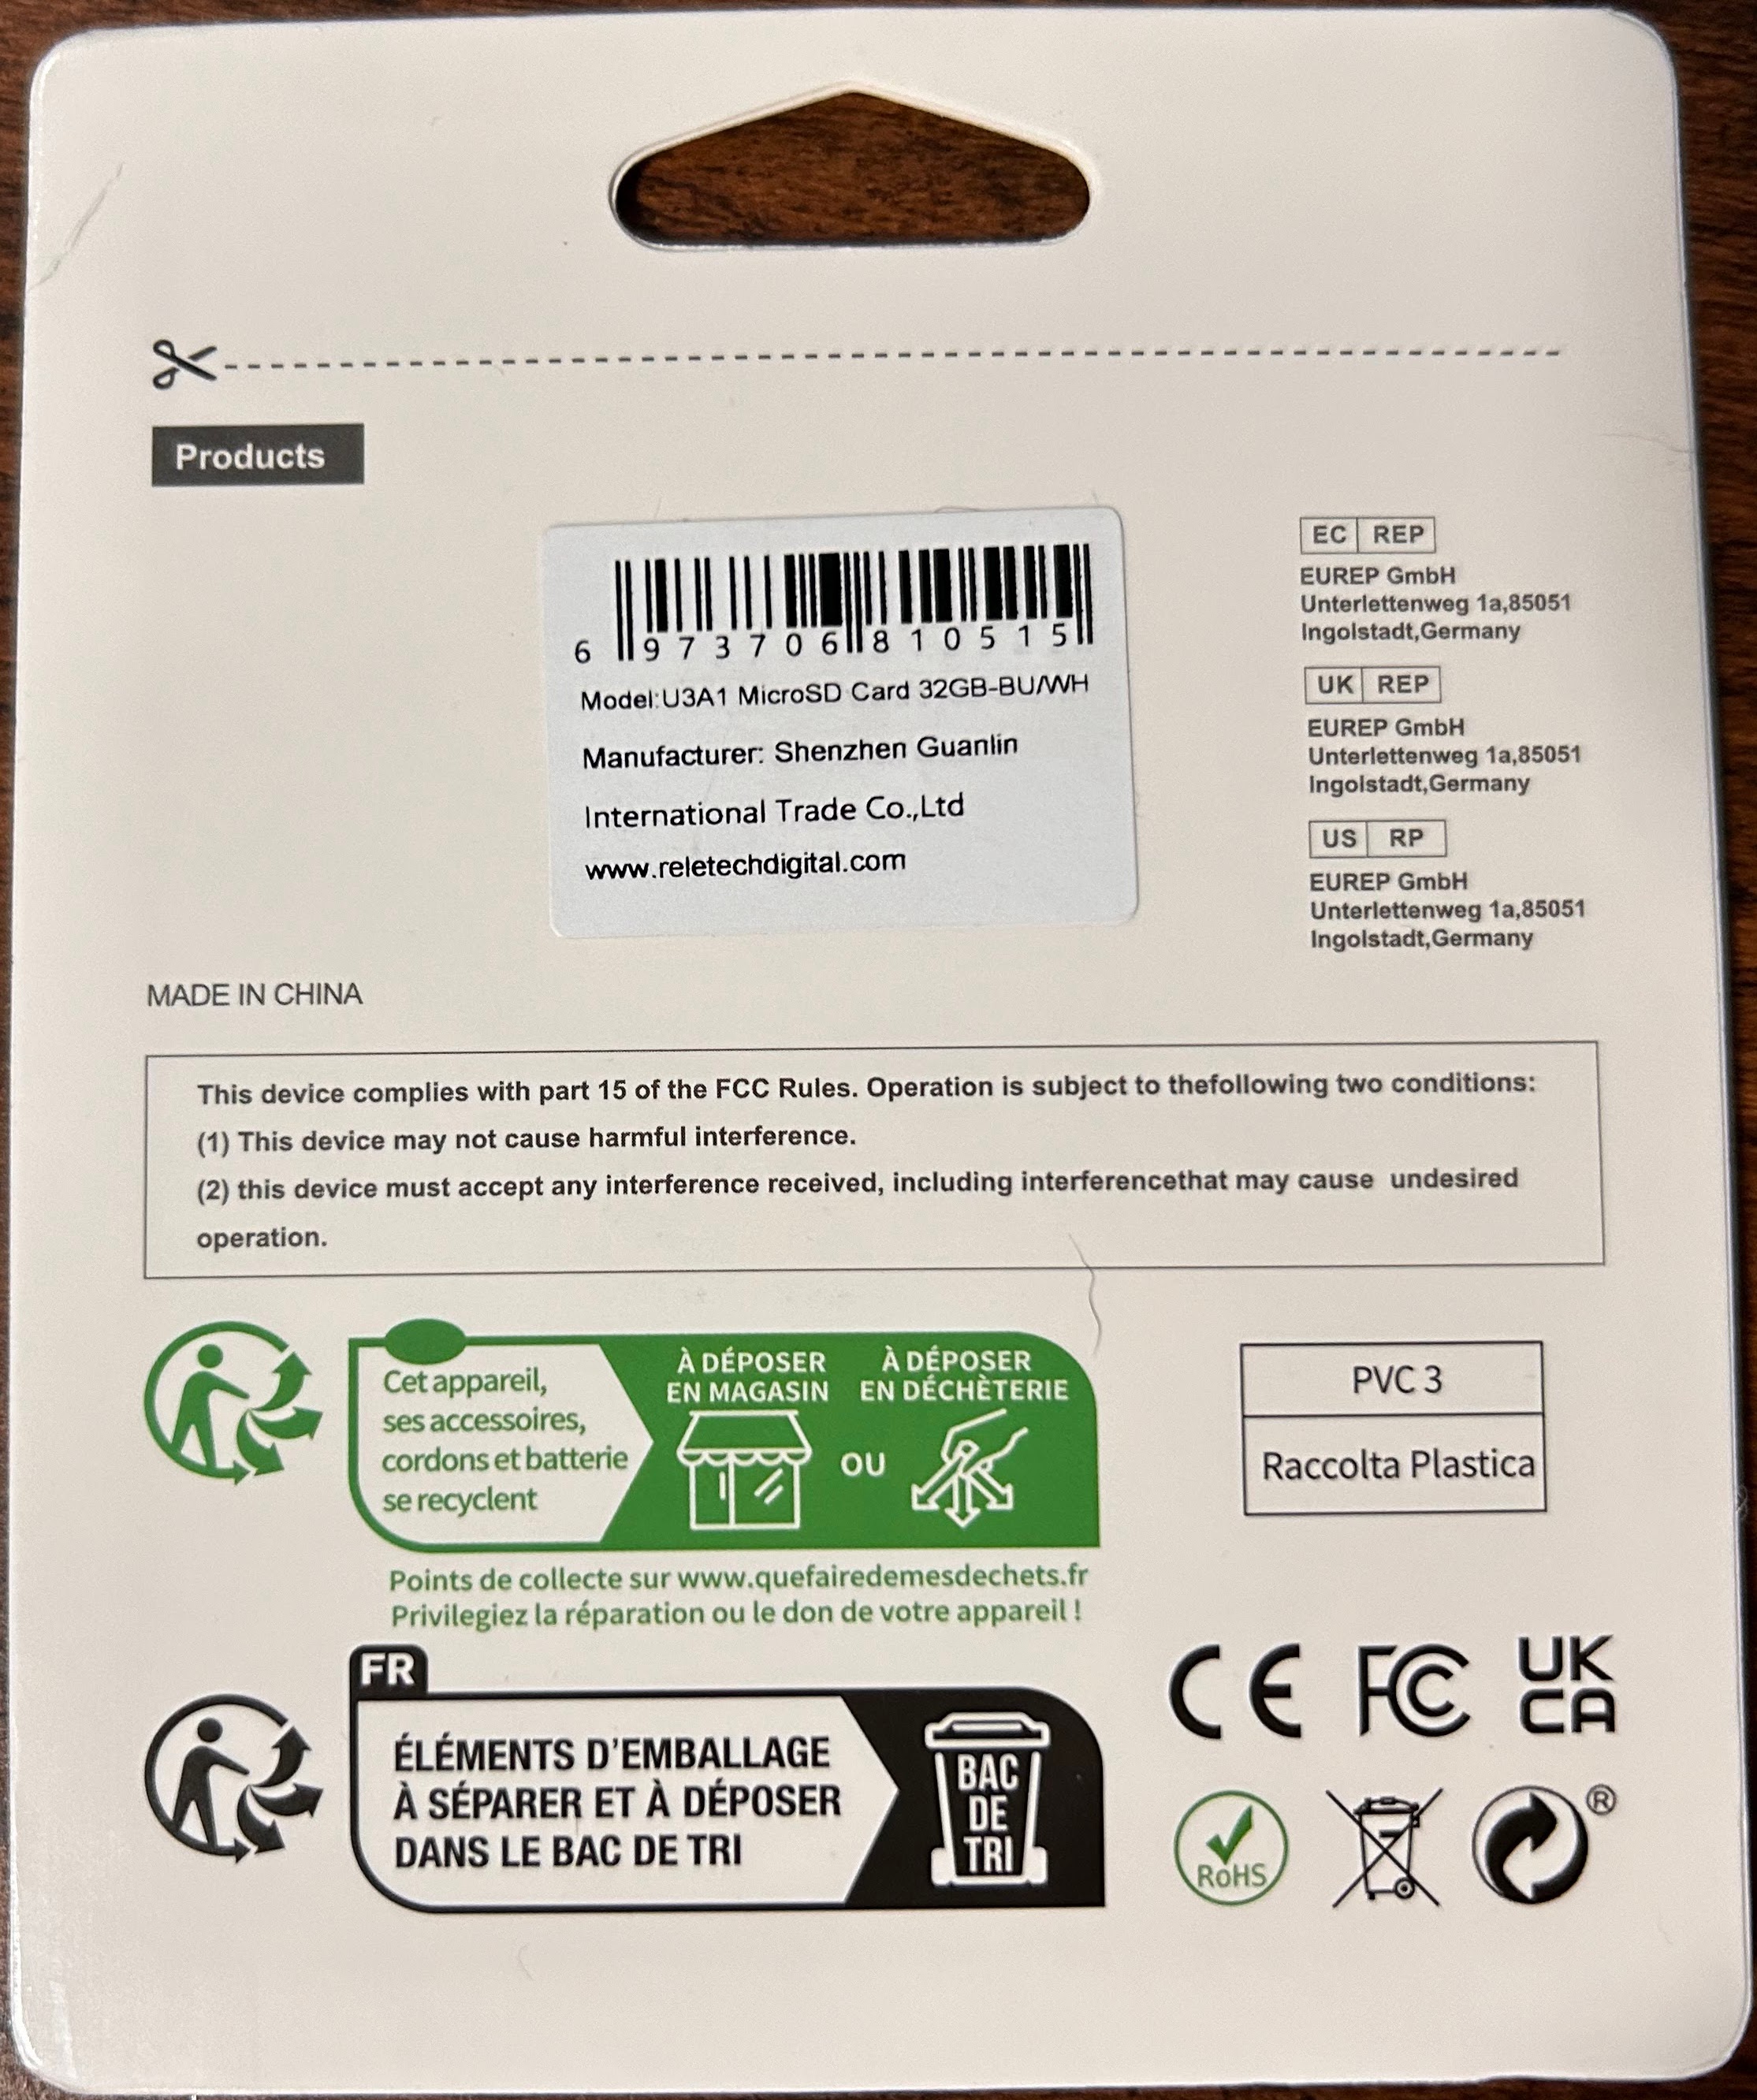 Products
6 973706 810515
Model:U3A1 MicroSD Card 32GB-BU/WH
Manufacturer: Shenzhen Guanlin
International Trade Co.,Ltd
www.reletechdigital.com
EC REP
EUREP GmbH
Unterlettenweg 1a,85051
Ingolstadt,Germany
UK REP
EUREP GmbH
Unterlettenweg 1a,85051
Ingolstadt,Germany
US RP
EUREP GmbH
Unterlettenweg 1a,85051
Ingolstadt,Germany
MADE IN CHINA
This device complies with part 15 of the FCC Rules. Operation is subject to thefollowing two conditions:
(1) This device may not cause harmful interference.
(2) this device must accept any interference received, including interferencethat may cause undesired
operation.
Cet appareil,
ses accessoires,
cordons et batterie
se recyclent
À DÉPOSER
EN MAGASIN
OU
À DÉPOSER
EN DÉCHÈTERIE
Points de collecte sur www.quefairedemesdechets.fr
Privilegiez la réparation ou le don de votre appareil !
PVC 3
Raccolta Plastica
FR
ÉLÉMENTS D'EMBALLAGE
À SÉPARER ET À DÉPOSER
DANS LE BAC DE TRI
BAC
DE
TRI
CE FC UK
CA
RoHS
®